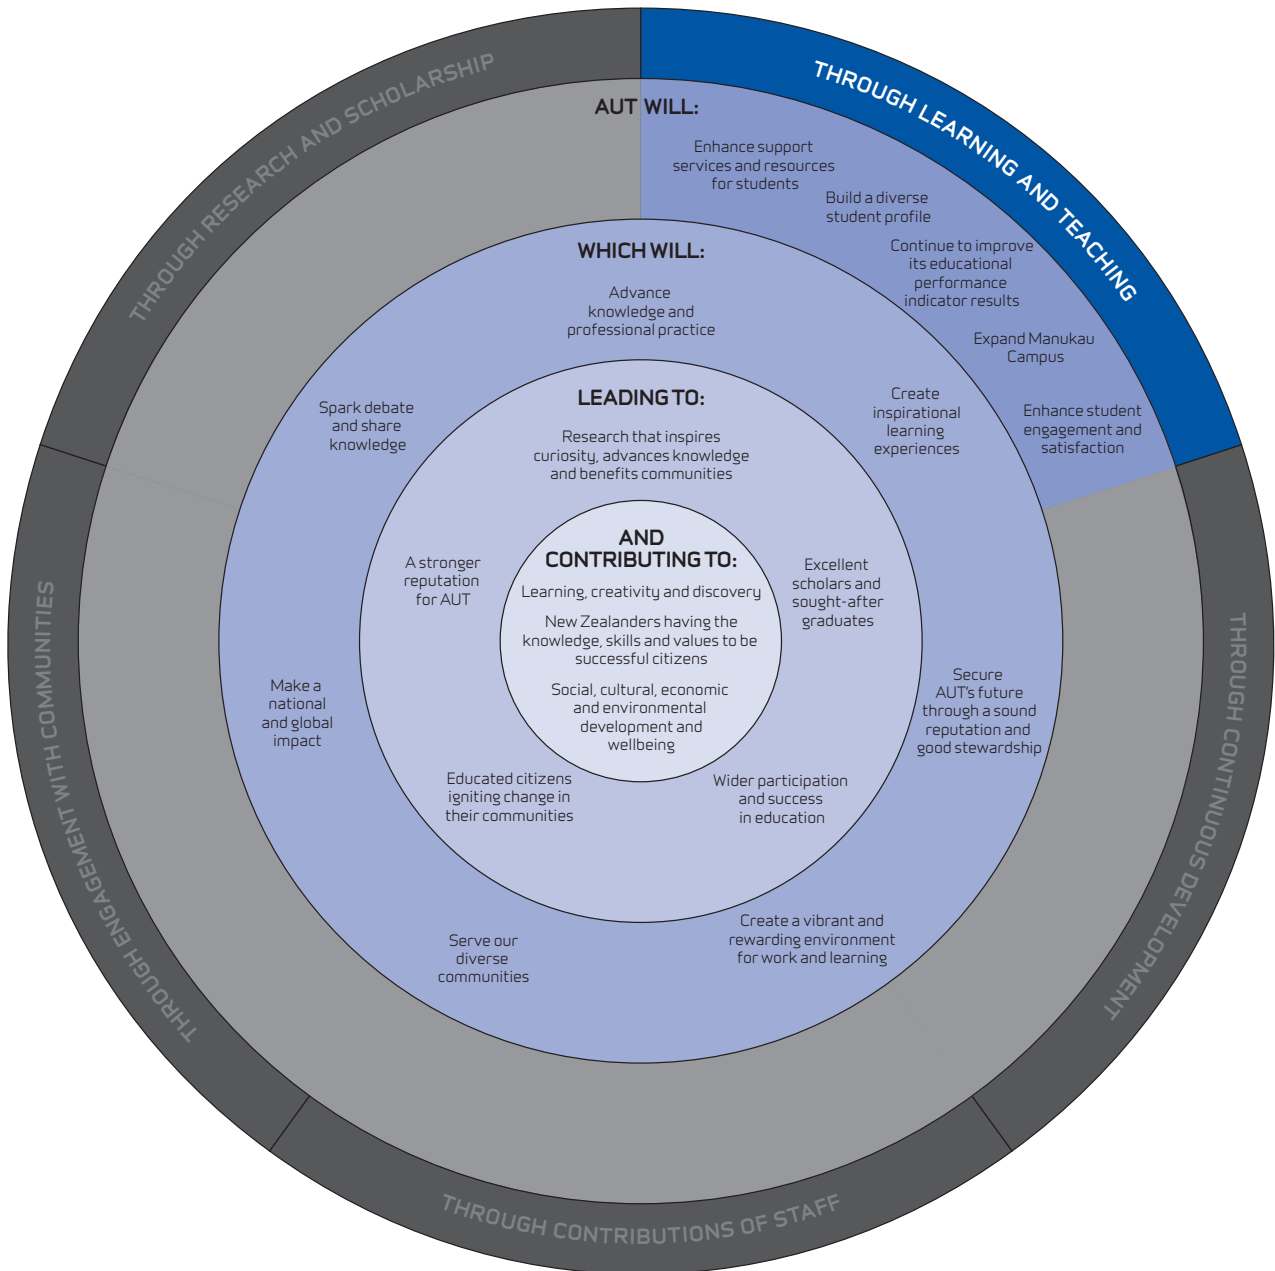 THROUGH RESEARCH AND SCHOLARSHIP
THROUGH LEARNING AND TEACHING
AUT WILL:
Enhance support
services and resources
for students
Build a diverse
student profile
Continue to improve
its educational
performance
indicator results
Expand Manukau
Campus
Enhance student
engagement and
satisfaction
WHICH WILL:
Advance
knowledge and
professional practice
Spark debate
and share
knowledge
Create
inspirational
learning
experiences
Make a
national
and global
impact
Secure
AUT's future
through a sound
reputation and
good stewardship
Serve our
diverse
communities
Create a vibrant and
rewarding environment
for work and learning
LEADING TO:
Research that inspires
curiosity, advances knowledge
and benefits communities
A stronger
reputation
for AUT
Excellent
scholars and
sought-after
graduates
Educated citizens
igniting change in
their communities
Wider participation
and success
in education
AND
CONTRIBUTING TO:
Learning, creativity and discovery
New Zealanders having the
knowledge, skills and values to be
successful citizens
Social, cultural, economic
and environmental
development and
wellbeing
THROUGH ENGAGEMENT WITH COMMUNITIES
THROUGH CONTINUOUS DEVELOPMENT
THROUGH CONTRIBUTIONS OF STAFF